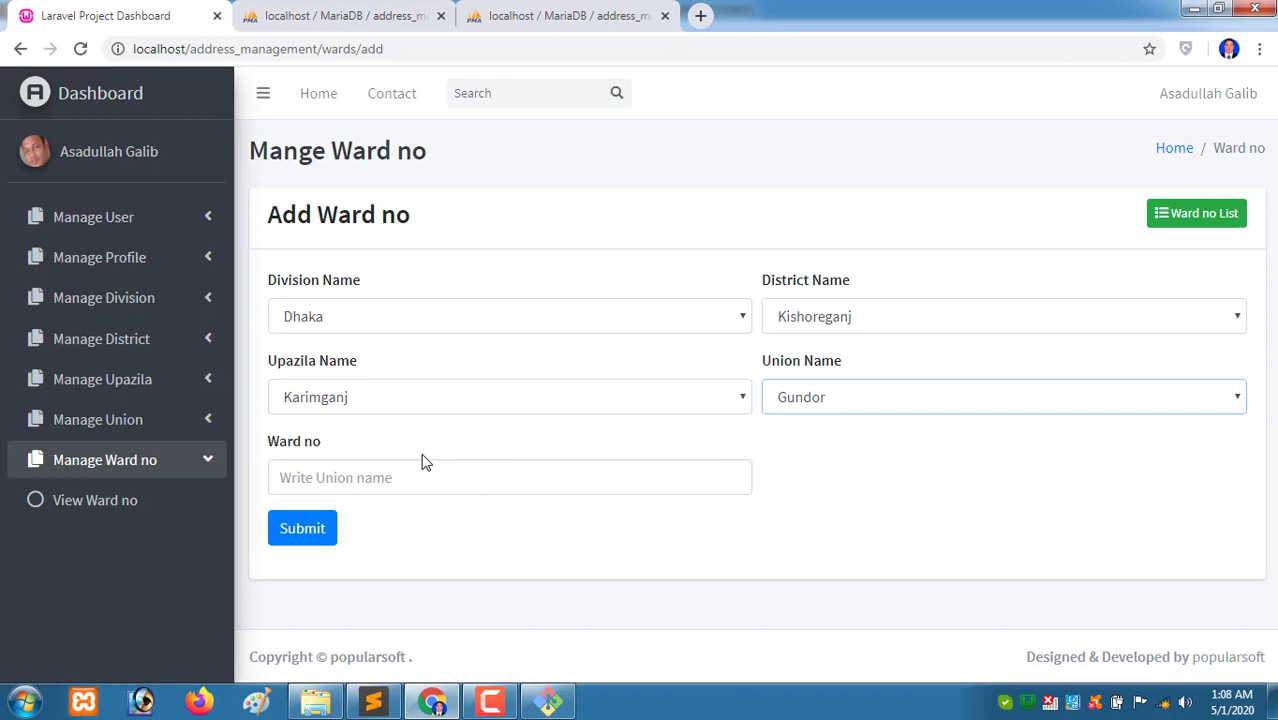 Laravel Project Dashboard
localhost / MariaDB / address_ma
localhost / MariaDB / address_m
localhost/address_management/wards/add
Dashboard
Home
Contact
Search
Asadullah Galib
Asadullah Galib
Mange Ward no
Home / Ward no
Manage User
Manage Profile
Manage Division
Manage District
Manage Upazila
Manage Union
Manage Ward no
View Ward no
Add Ward no
Ward no List
Division Name
District Name
Dhaka
Kishoreganj
Upazila Name
Union Name
Karimganj
Gundor
Ward no
Write Union name
Submit
Copyright © popularsoft .
Designed & Developed by popularsoft
1:08 AM
5/1/2020